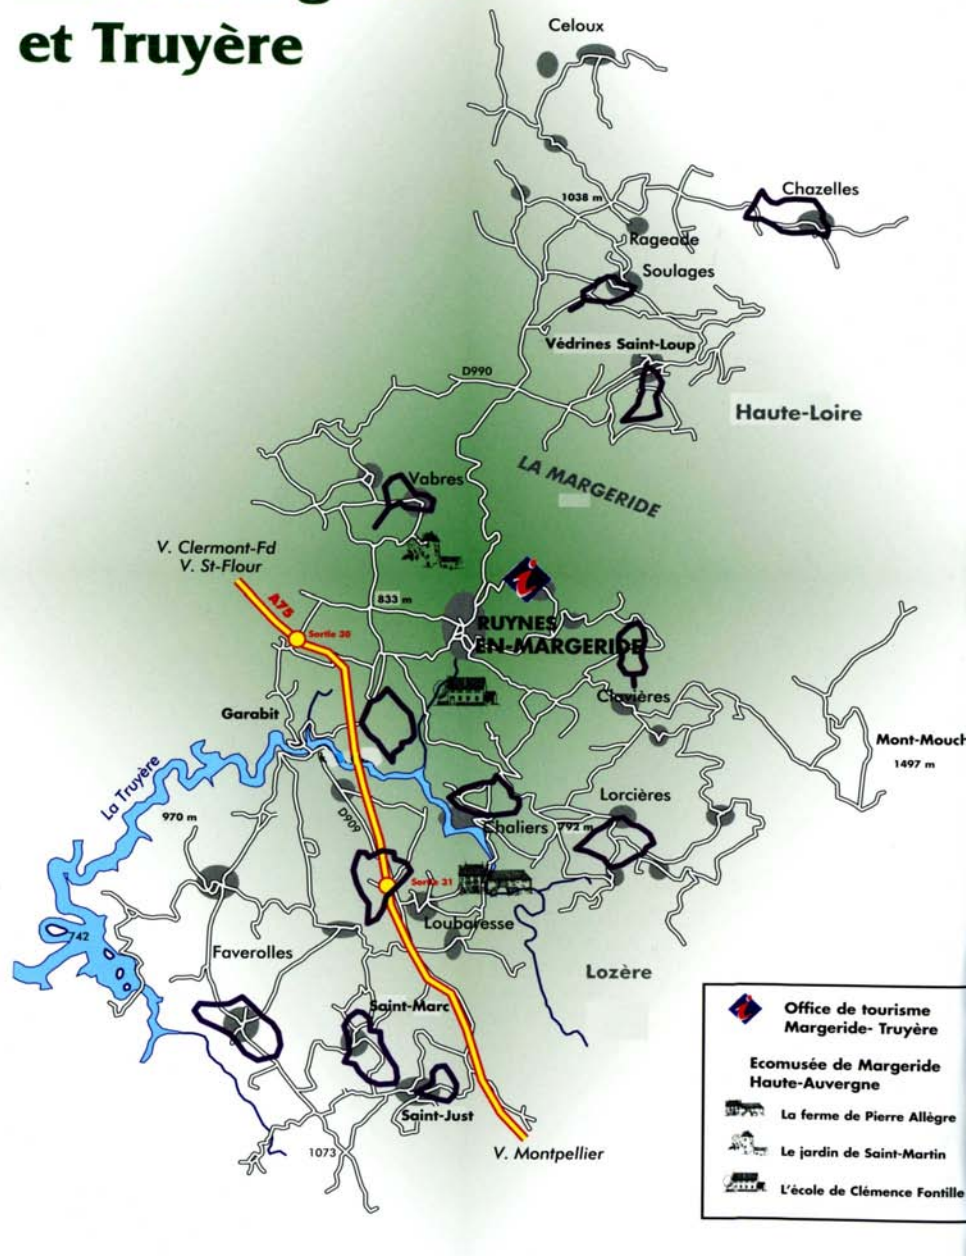 et Truyère
Celoux
Chazelles
1038 m
Rageade
Soulages
Védrines Saint-Loup
D990
Haute-Loire
LA MARGERIDE
Vabres
V. Clermont-Fd
V. St-Flour
A75
833 m
Sortie 30
RUYNES
EN-MARGERIDE
Clavières
Garabit
Mont-Mouch
1497 m
La Truyère
Lorcières
970 m
D909
Chaliers
792 m
Sortie 31
Loubaresse
742
Faverolles
Lozère
Saint-Marc
Saint-Just
1073
V. Montpellier
i
Office de tourisme
Margeride- Truyère
Ecomusée de Margeride
Haute-Auvergne
La ferme de Pierre Allègre
Le jardin de Saint-Martin
L'école de Clémence Fontille